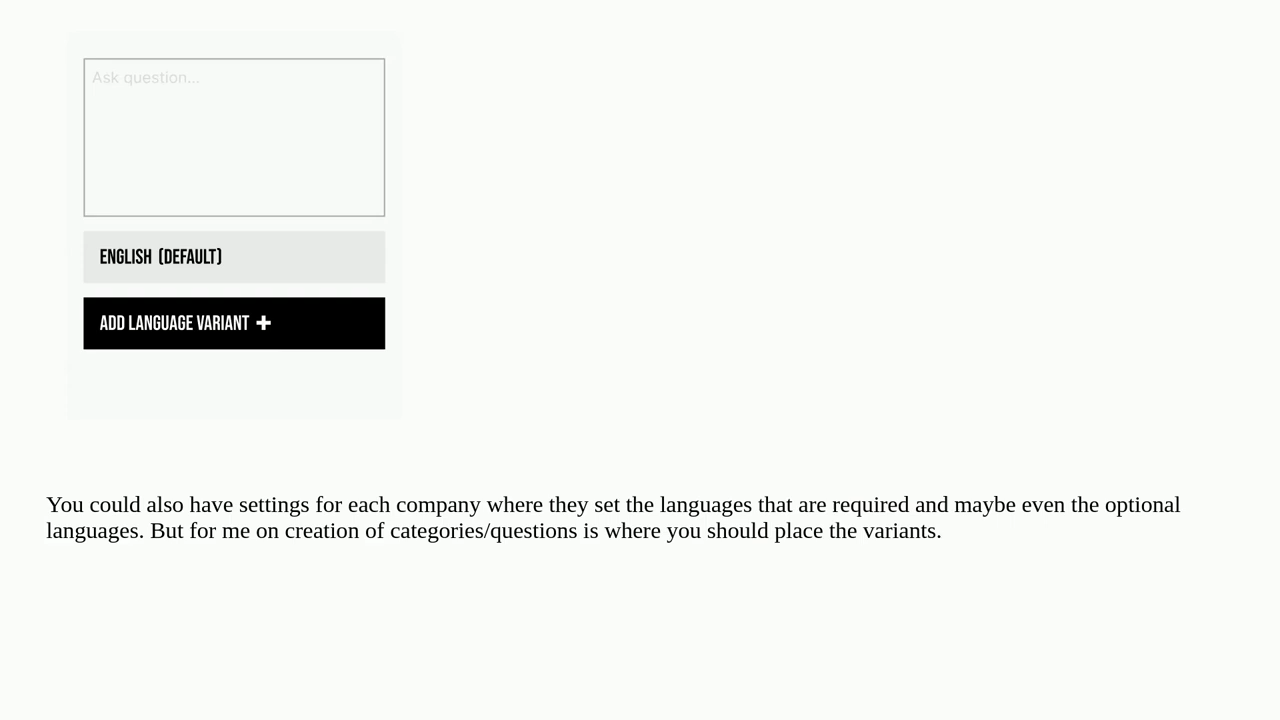 Ask question...
ENGLISH (DEFAULT)
ADD LANGUAGE VARIANT +
You could also have settings for each company where they set the languages that are required and maybe even the optional
languages. But for me on creation of categories/questions is where you should place the variants.